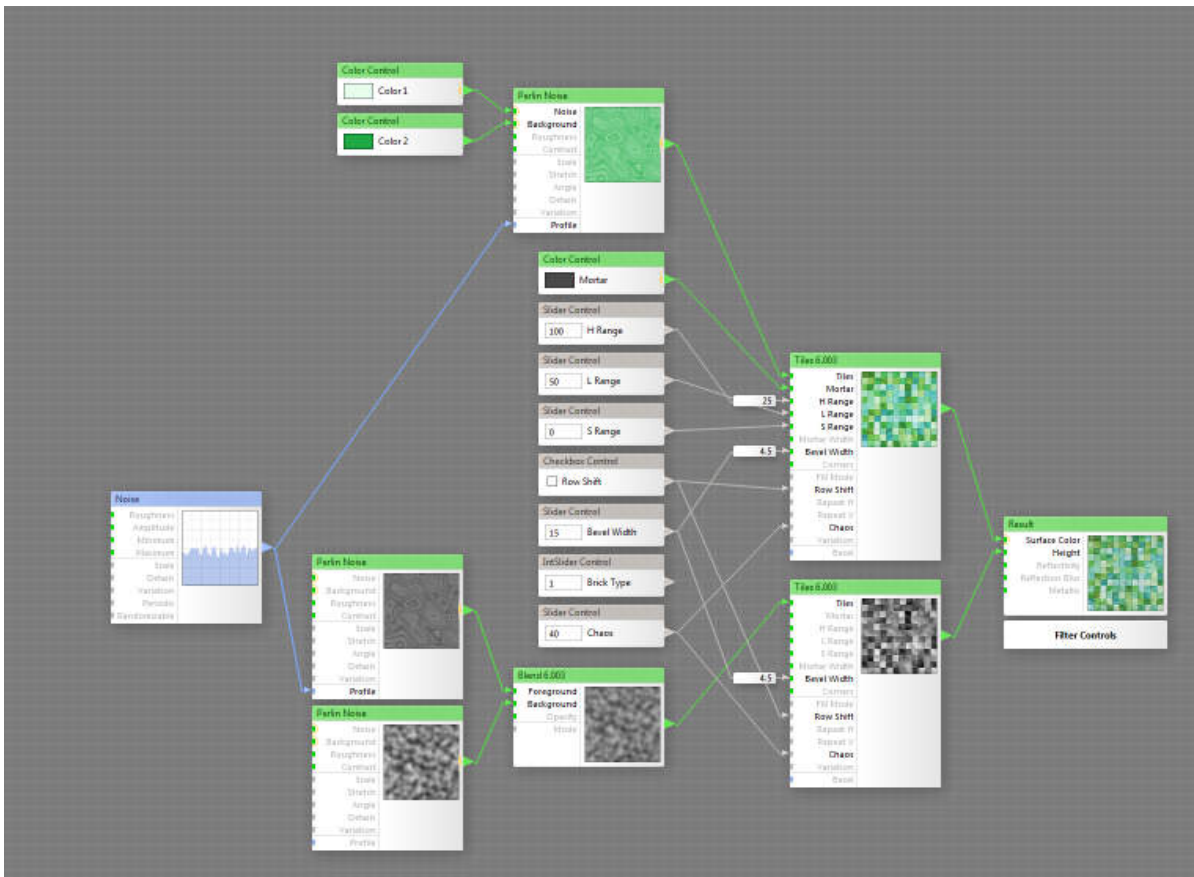 Color Control
Color 1
Color Control
Color 2
Perlin Noise
Noise
Background
Roughness
Contrast
Scale
Stretch
Angle
Details
Variation
Profile
Color Control
Mortar
Slider Control
100 H Range
Slider Control
50 L Range
Slider Control
0 S Range
Checkbox Control
Row Shift
Slider Control
15 Bevel Width
IntSlider Control
1 Brick Type
Slider Control
40 Chaos
25
4.5
4.5
Tiles 6.003
Tiles
Mortar
H Range
L Range
S Range
Mortar Width
Bevel Width
Corners
Fill Mode
Row Shift
Repeat H
Repeat V
Chaos
Variation
Bevel
Noise
Roughness
Amplitude
Minimum
Maximum
Scale
Details
Variation
Periodic
Randomizable
Perlin Noise
Noise
Background
Roughness
Contrast
Scale
Stretch
Angle
Details
Variation
Profile
Perlin Noise
Noise
Background
Roughness
Contrast
Scale
Stretch
Angle
Details
Variation
Profile
Blend 6.003
Foreground
Background
Opacity
Mode
Tiles 6.003
Tiles
Mortar
H Range
L Range
S Range
Mortar Width
Bevel Width
Corners
Fill Mode
Row Shift
Repeat H
Repeat V
Chaos
Variation
Bevel
Result
Surface Color
Height
Reflectivity
Reflection Blur
Metallic
Filter Controls